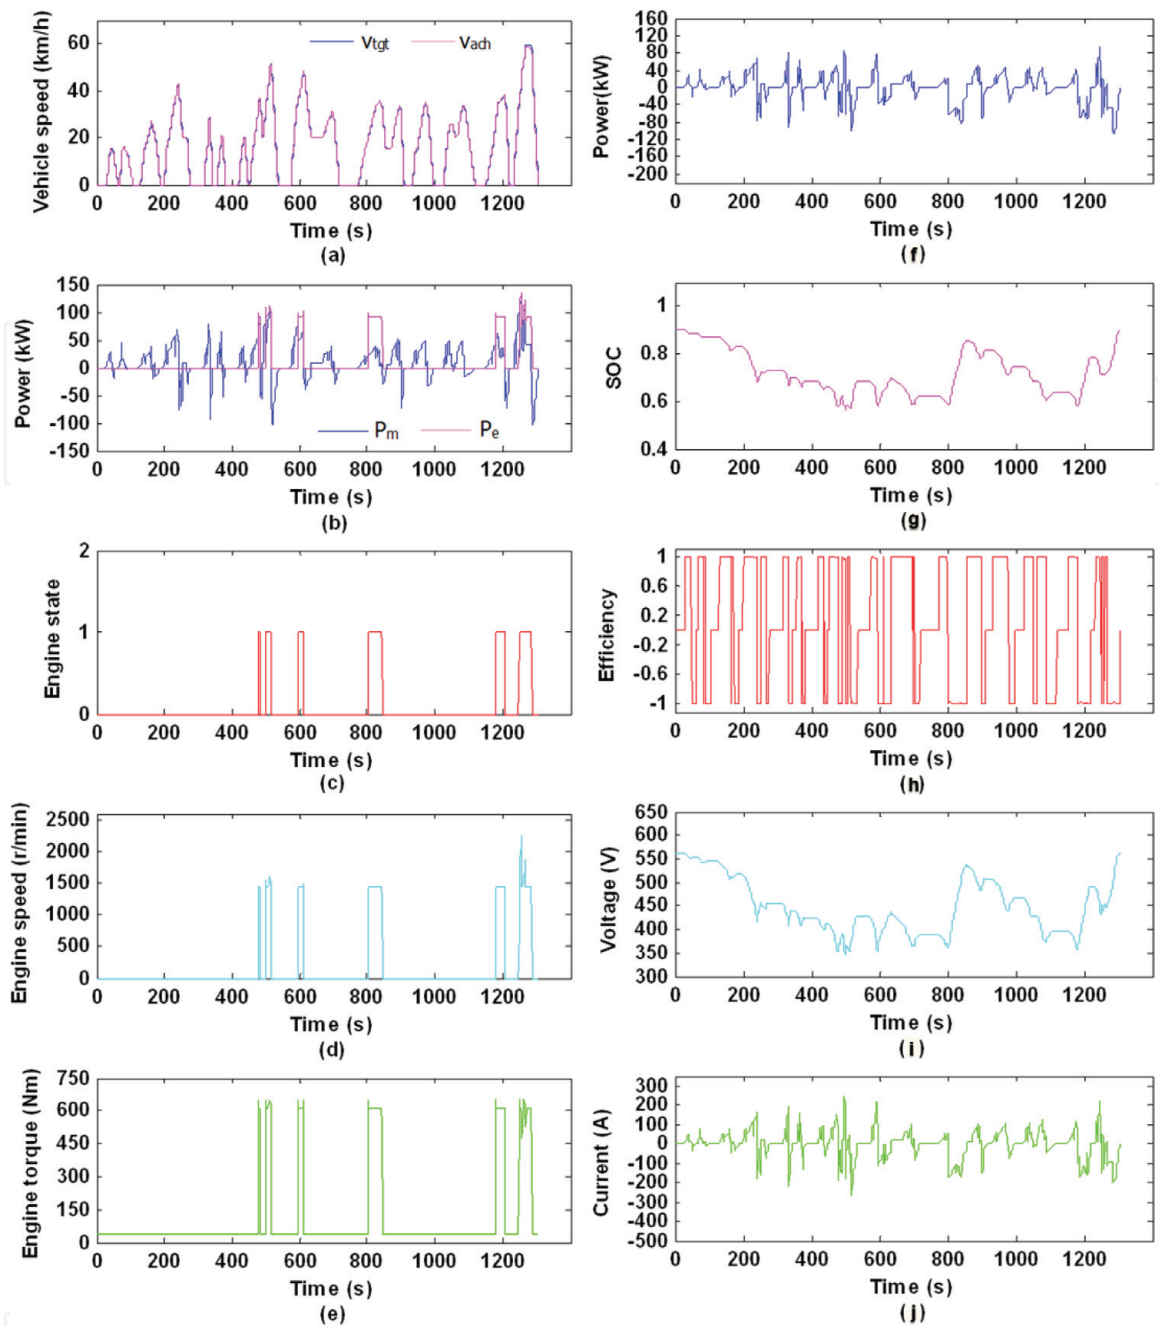 Vehicle speed (km/h)
60
40
20
0
Vtgt Vach
0 200 400 600 800 1000 1200
Time (s)
(a)
Power (kW)
150
100
50
0
-50
-100
-150
Pm Pe
0 200 400 600 800 1000 1200
Time (s)
(b)
Engine state
2
1
0
0 200 400 600 800 1000 1200
Time (s)
(c)
Engine speed (r/min)
2500
2000
1500
1000
500
0
0 200 400 600 800 1000 1200
Time (s)
(d)
Engine torque (Nm)
750
600
450
300
150
0
0 200 400 600 800 1000 1200
Time (s)
(e)
Power(kW)
160
120
80
40
0
-40
-80
-120
-160
-200
0 200 400 600 800 1000 1200
Time (s)
(f)
SOC
1
0.8
0.6
0.4
0 200 400 600 800 1000 1200
Time (s)
(g)
Efficiency
1
0.6
0.2
-0.2
-0.6
-1
0 200 400 600 800 1000 1200
Time (s)
(h)
Voltage (V)
650
600
550
500
450
400
350
300
0 200 400 600 800 1000 1200
Time (s)
(i)
Current (A)
300
200
100
0
-100
-200
-300
-400
-500
0 200 400 600 800 1000 1200
Time (s)
(j)